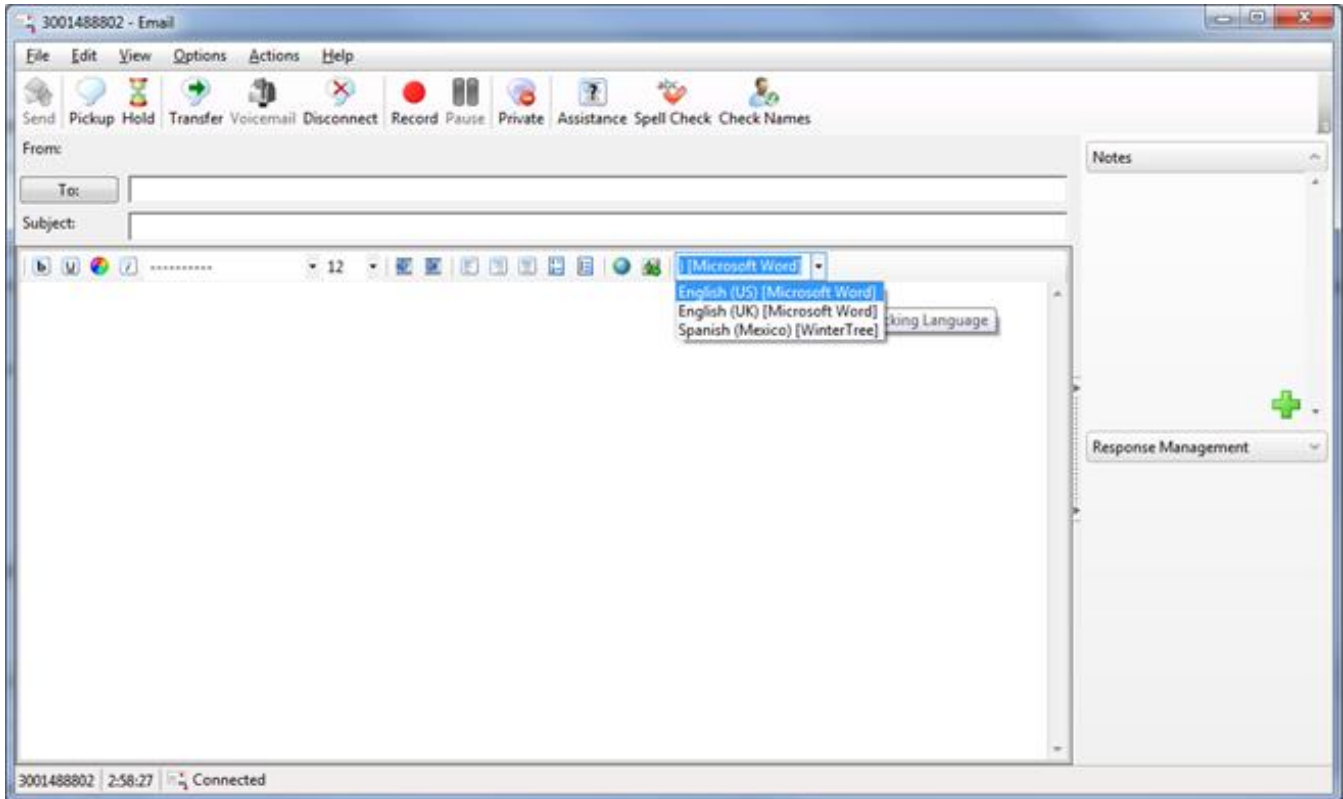 3001488802 - Email
File Edit View Options Actions Help
Send Pickup Hold Transfer Voicemail Disconnect Record Pause Private Assistance Spell Check Check Names
From:
To:
Subject:
---------- 12 ) [Microsoft Word]
English (US) [Microsoft Word]
English (UK) [Microsoft Word]
Spanish (Mexico) [WinterTree]
king Language
Notes
Response Management
3001488802 2:58:27 Connected